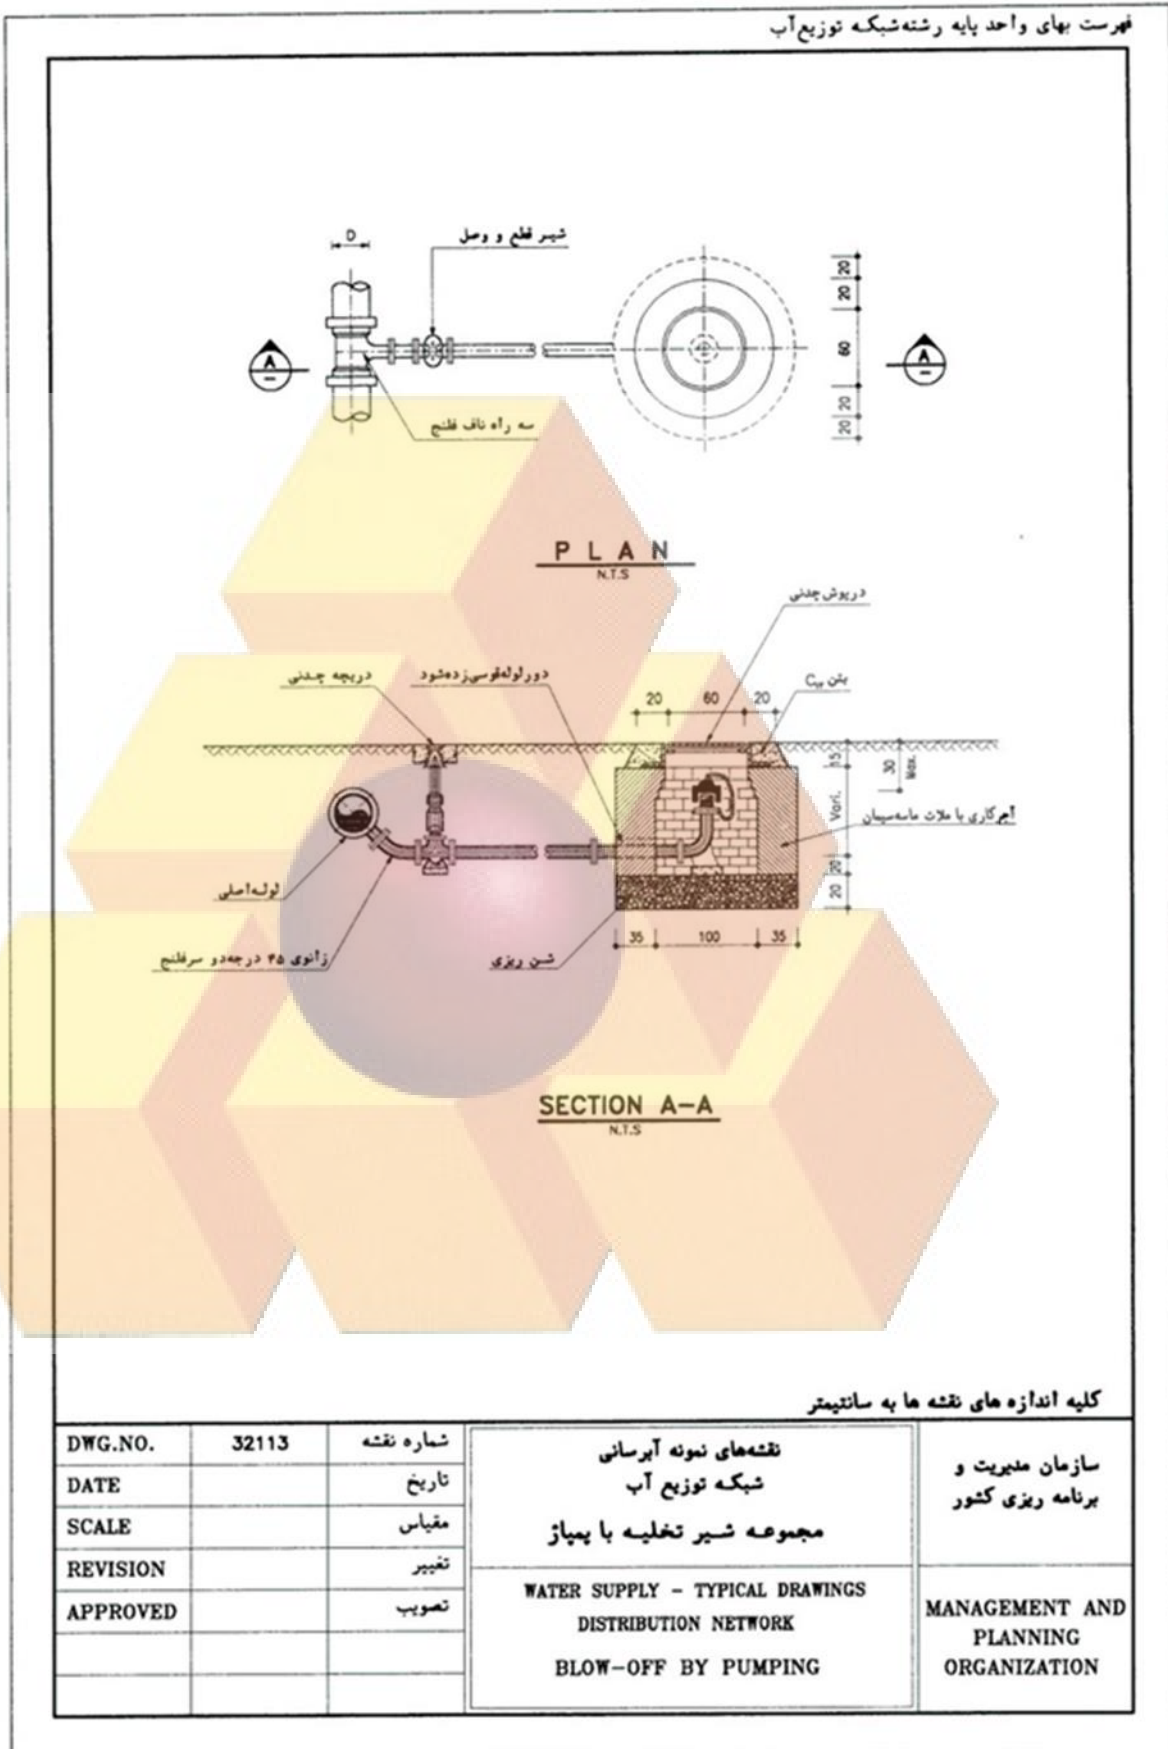 فهرست بهای واحد پایه رشته شبکه توزیع آب
D
شیر قطع و وصل
20
20
60
20
20
A
A
سه راه ناف فلنج
PLAN
N.T.S
درپوش چدنی
دریچه چدنی
دور لوله قوسی زده شود
بتن
20 60 20
15
30
Max.
Vari.
آجرکاری با ملات ماسه سیمان
20
20
لوله اصلی
35 100 35
زانوی ۴۵ درجه دو سر فلنج
شن ریزی
SECTION A-A
N.T.S
کلیه اندازه های نقشه ها به سانتیمتر
DWG.NO. 32113 شماره نقشه
DATE تاریخ
SCALE مقیاس
REVISION تغییر
APPROVED تصویب
نقشه‌های نمونه آبرسانی
شبکه توزیع آب
مجموعه شیر تخلیه با پمپاژ
WATER SUPPLY - TYPICAL DRAWINGS
DISTRIBUTION NETWORK
BLOW-OFF BY PUMPING
سازمان مدیریت و
برنامه ریزی کشور
MANAGEMENT AND
PLANNING
ORGANIZATION